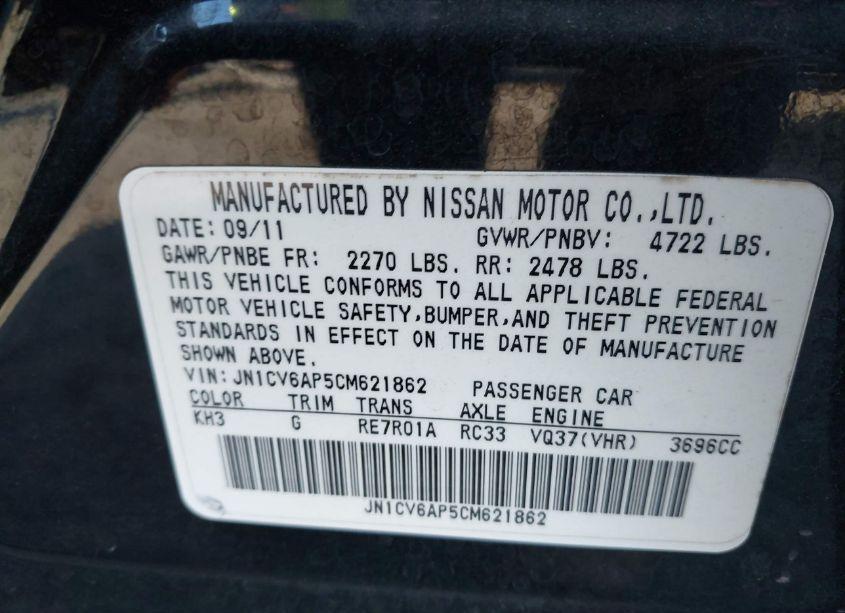 MANUFACTURED BY NISSAN MOTOR CO.,LTD.
DATE: 09/11 GVWR/PNBV: 4722 LBS.
GAWR/PNBE FR: 2270 LBS. RR: 2478 LBS.
THIS VEHICLE CONFORMS TO ALL APPLICABLE FEDERAL
MOTOR VEHICLE SAFETY,BUMPER,AND THEFT PREVENTION
STANDARDS IN EFFECT ON THE DATE OF MANUFACTURE
SHOWN ABOVE.
VIN: JN1CV6AP5CM621862 PASSENGER CAR
COLOR TRIM TRANS AXLE ENGINE
KH3 G RE7R01A RC33 VQ37(VHR) 3696CC
JN1CV6AP5CM621862